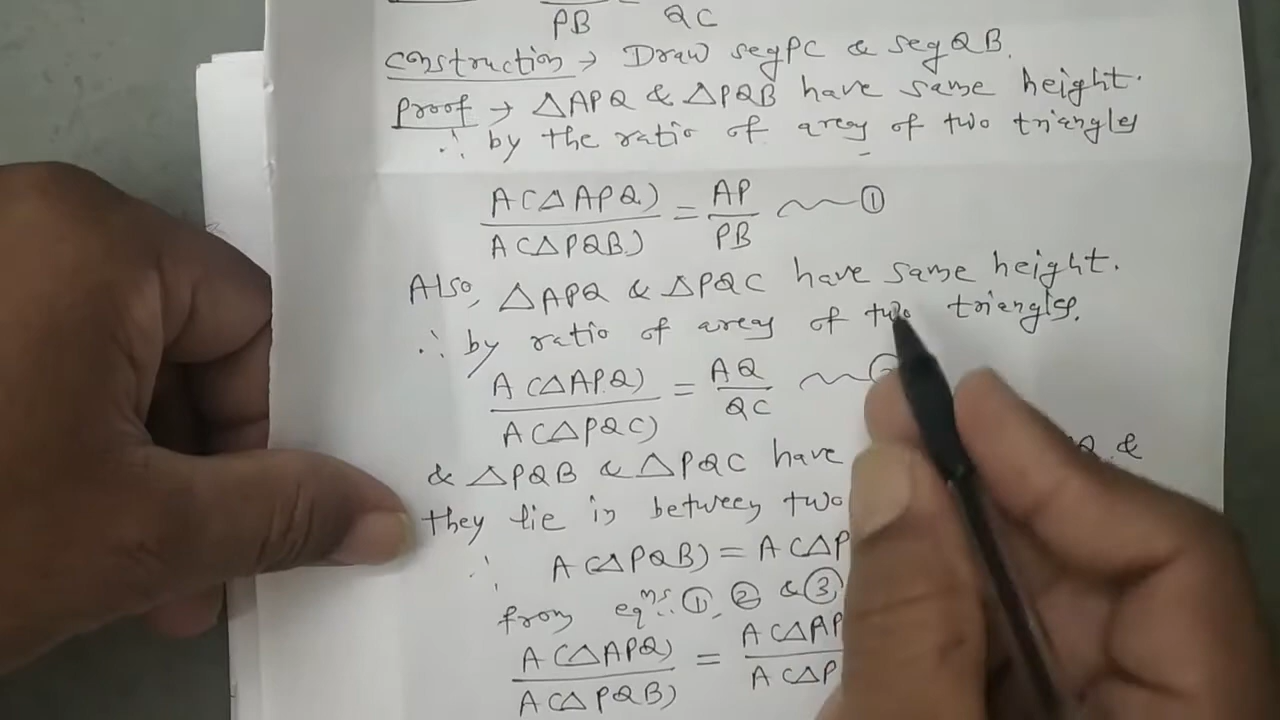 PB QC
Construction → Draw seg PC & seg QB.
Proof → △APQ & △PQB have same height.
∴ by the ratio of areas of two triangles
A(△APQ) / A(△PQB) = AP / PB ~~ ①
Also, △APQ & △PQC have same height.
∴ by ratio of areas of two triangles.
A(△APQ) / A(△PQC) = AQ / QC ~~
& △PQB & △PQC have &
they lie in between two
∴ A(△PQB) = A(△P
from eqns. ①, ② & ③
A(△APQ) / A(△PQB) = A(△AP / A(△P